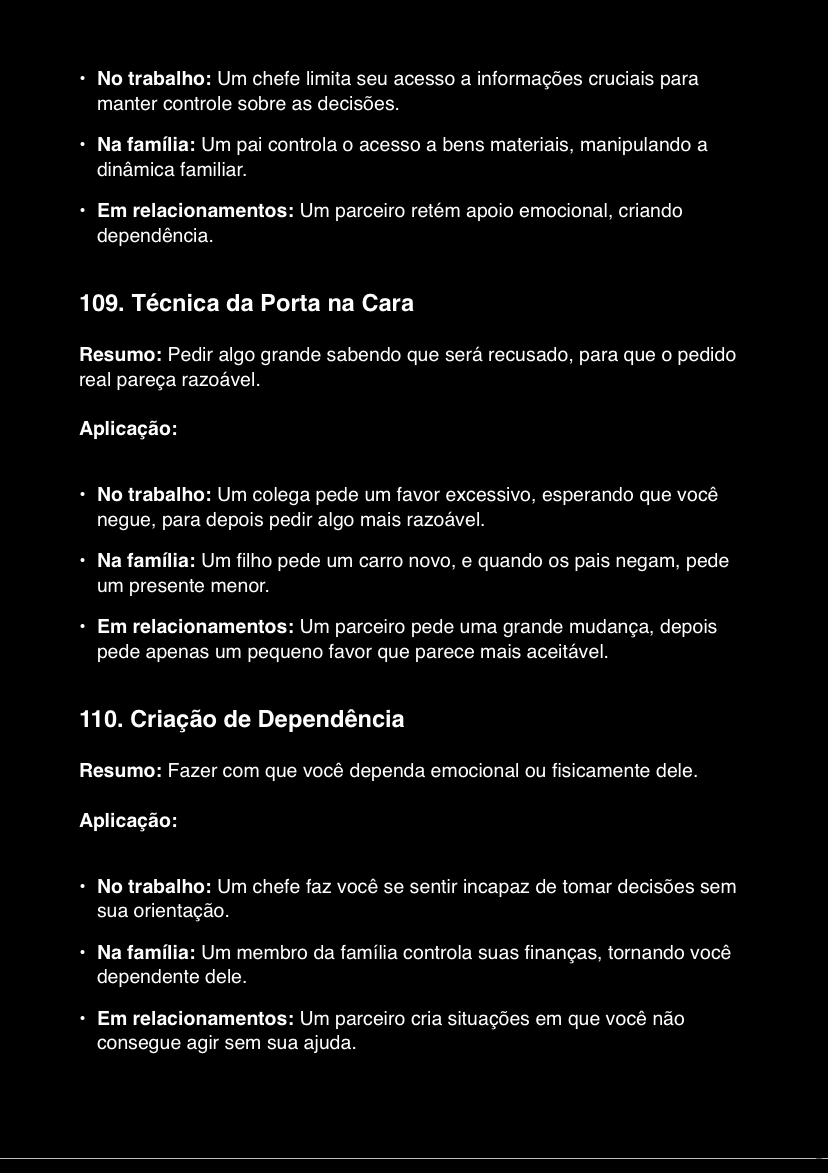 • No trabalho: Um chefe limita seu acesso a informações cruciais para
manter controle sobre as decisões.
• Na família: Um pai controla o acesso a bens materiais, manipulando a
dinâmica familiar.
• Em relacionamentos: Um parceiro retém apoio emocional, criando
dependência.
109. Técnica da Porta na Cara
Resumo: Pedir algo grande sabendo que será recusado, para que o pedido
real pareça razoável.
Aplicação:
• No trabalho: Um colega pede um favor excessivo, esperando que você
negue, para depois pedir algo mais razoável.
• Na família: Um filho pede um carro novo, e quando os pais negam, pede
um presente menor.
• Em relacionamentos: Um parceiro pede uma grande mudança, depois
pede apenas um pequeno favor que parece mais aceitável.
110. Criação de Dependência
Resumo: Fazer com que você dependa emocional ou fisicamente dele.
Aplicação:
• No trabalho: Um chefe faz você se sentir incapaz de tomar decisões sem
sua orientação.
• Na família: Um membro da família controla suas finanças, tornando você
dependente dele.
• Em relacionamentos: Um parceiro cria situações em que você não
consegue agir sem sua ajuda.